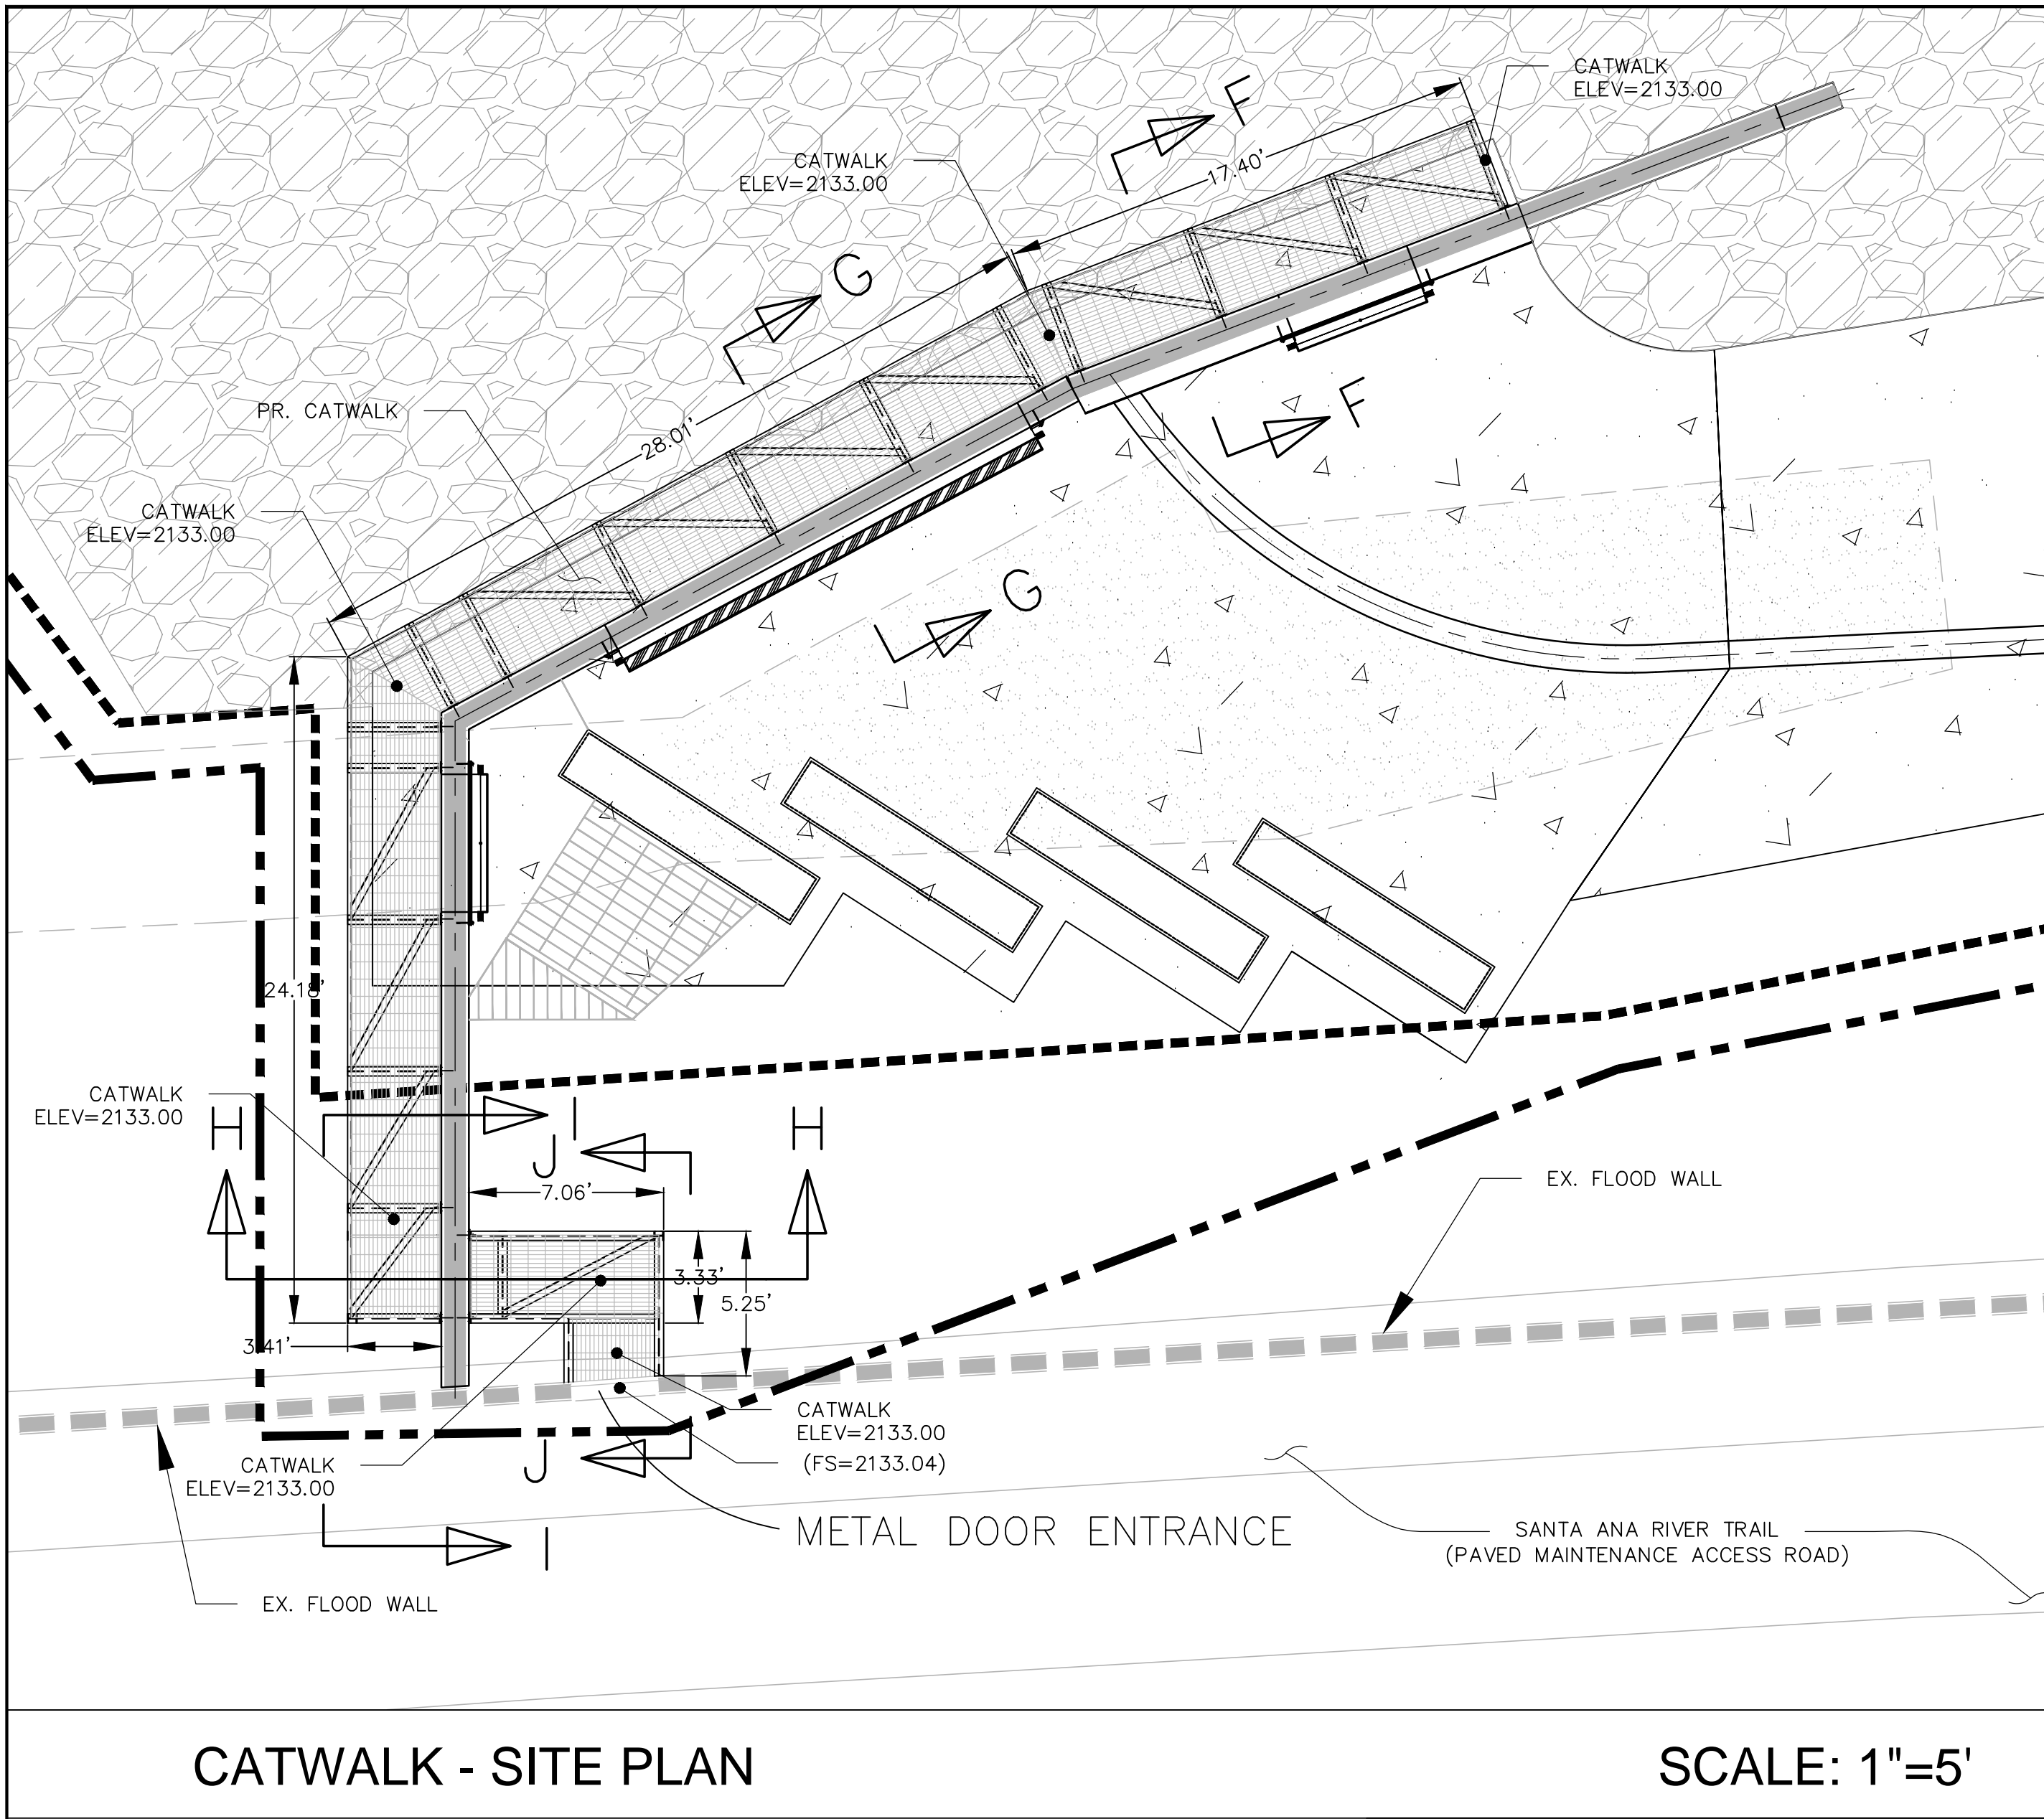 CATWALK
ELEV=2133.00
F
CATWALK
ELEV=2133.00
17.40'
G
F
PR. CATWALK
28.01'
CATWALK
ELEV=2133.00
G
24.18'
CATWALK
ELEV=2133.00
H
I
H
J
7.06'
EX. FLOOD WALL
3.33'
5.25'
3.41'
CATWALK
ELEV=2133.00
(FS=2133.04)
CATWALK
ELEV=2133.00
J
METAL DOOR ENTRANCE
I
SANTA ANA RIVER TRAIL
(PAVED MAINTENANCE ACCESS ROAD)
EX. FLOOD WALL
CATWALK - SITE PLAN
SCALE: 1"=5'